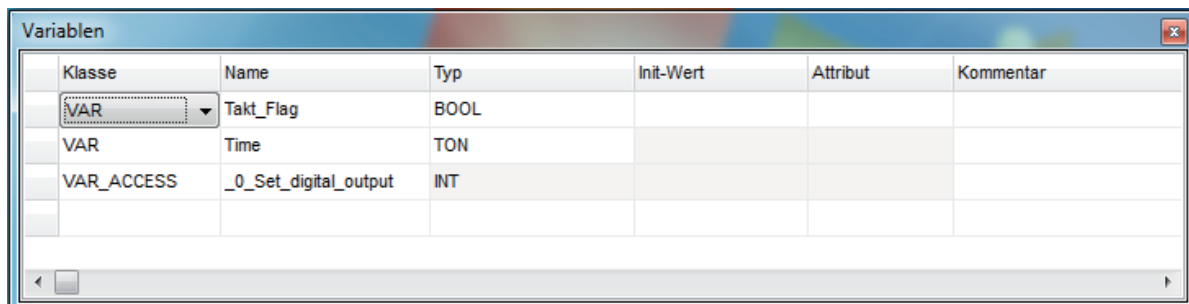 Variablen
Klasse Name Typ Init-Wert Attribut Kommentar
VAR Takt_Flag BOOL
VAR Time TON
VAR_ACCESS _0_Set_digital_output INT